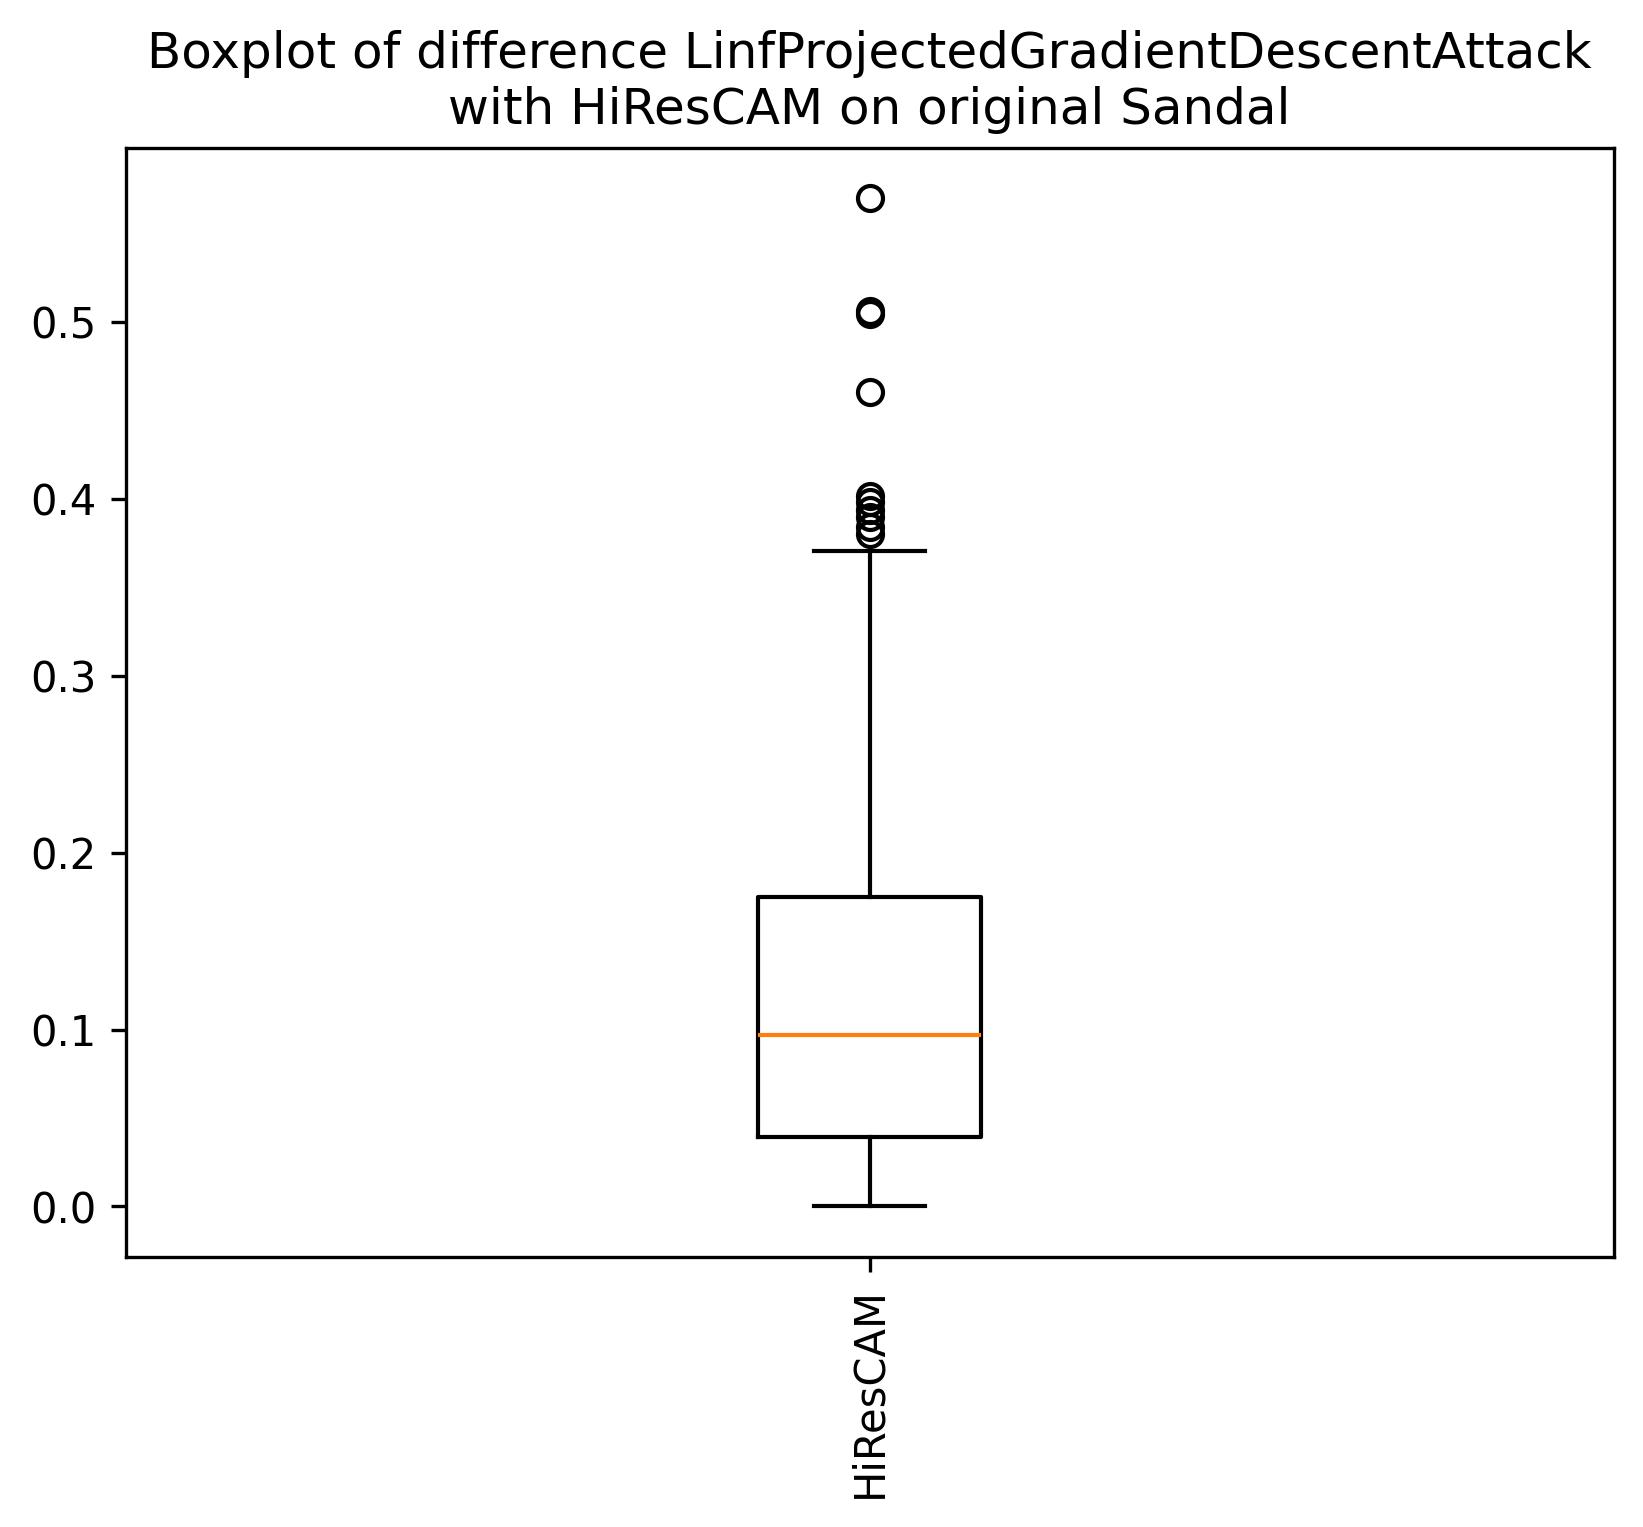 Boxplot of difference LinfProjectedGradientDescentAttack
with HiResCAM on original Sandal
0.5
0.4
0.3
0.2
0.1
0.0
HiResCAM